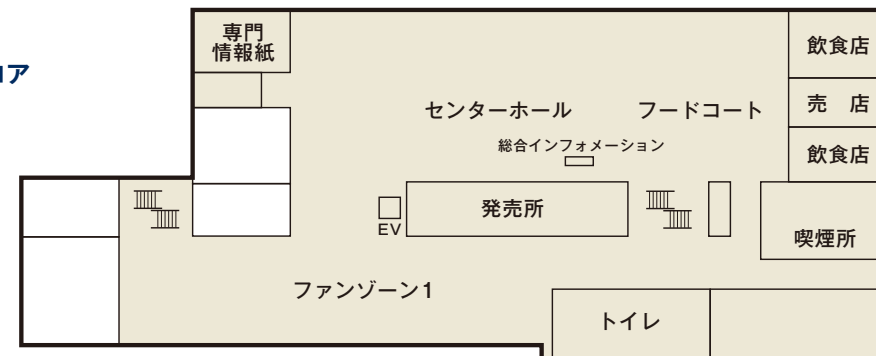 専門
情報紙
飲食店
ロア
売 店
センターホール
フードコート
総合インフォメーション
飲食店
発売所
EV
喫煙所
ファンゾーン1
トイレ